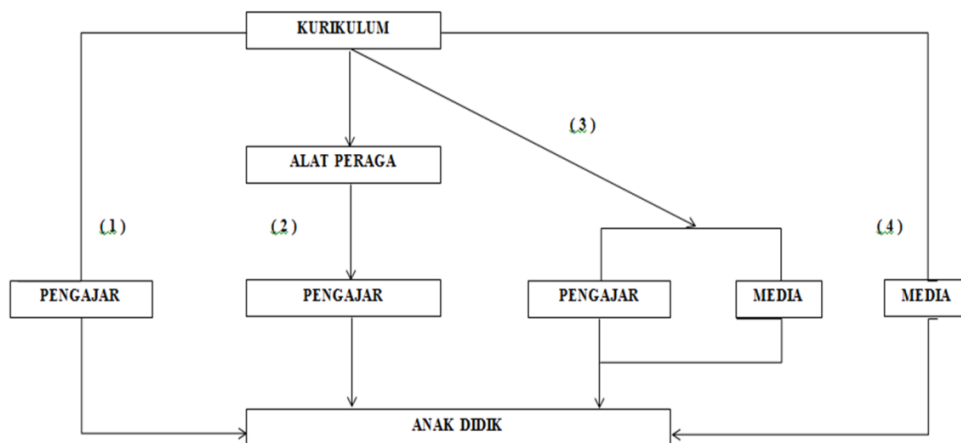 KURIKULUM
(3)
ALAT PERAGA
(1)
(2)
(4)
PENGAJAR
PENGAJAR
PENGAJAR
MEDIA
MEDIA
ANAK DIDIK